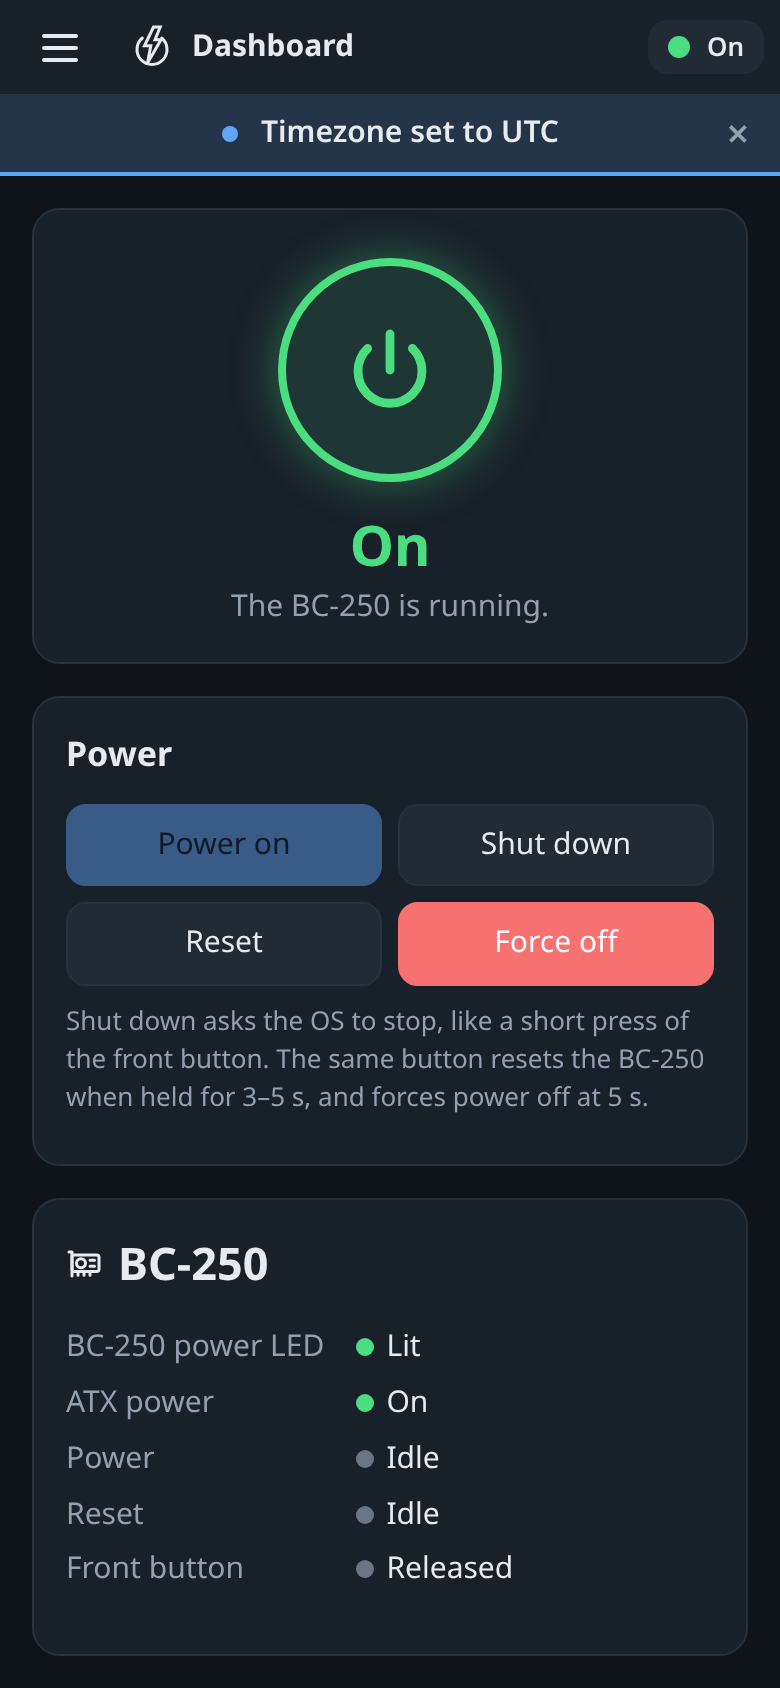 Dashboard
On
Timezone set to UTC
On
The BC-250 is running.
Power
Power on
Shut down
Reset
Force off
Shut down asks the OS to stop, like a short press of
the front button. The same button resets the BC-250
when held for 3–5 s, and forces power off at 5 s.
BC-250
BC-250 power LED
Lit
ATX power
On
Power
Idle
Reset
Idle
Front button
Released